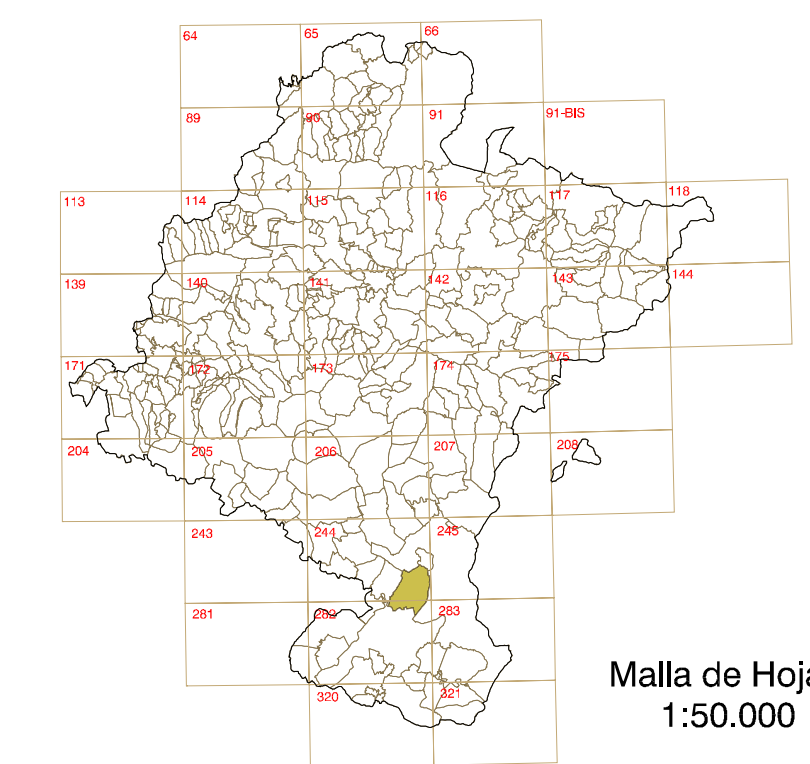 64 65 66
89 90 91 91-BIS
113 114 115 116 117 118
139 140 141 142 143 144
171 172 173 174 175
204 205 206 207 208
243 244 245
281 282 283
320 321
Malla de Hoja
1:50.000